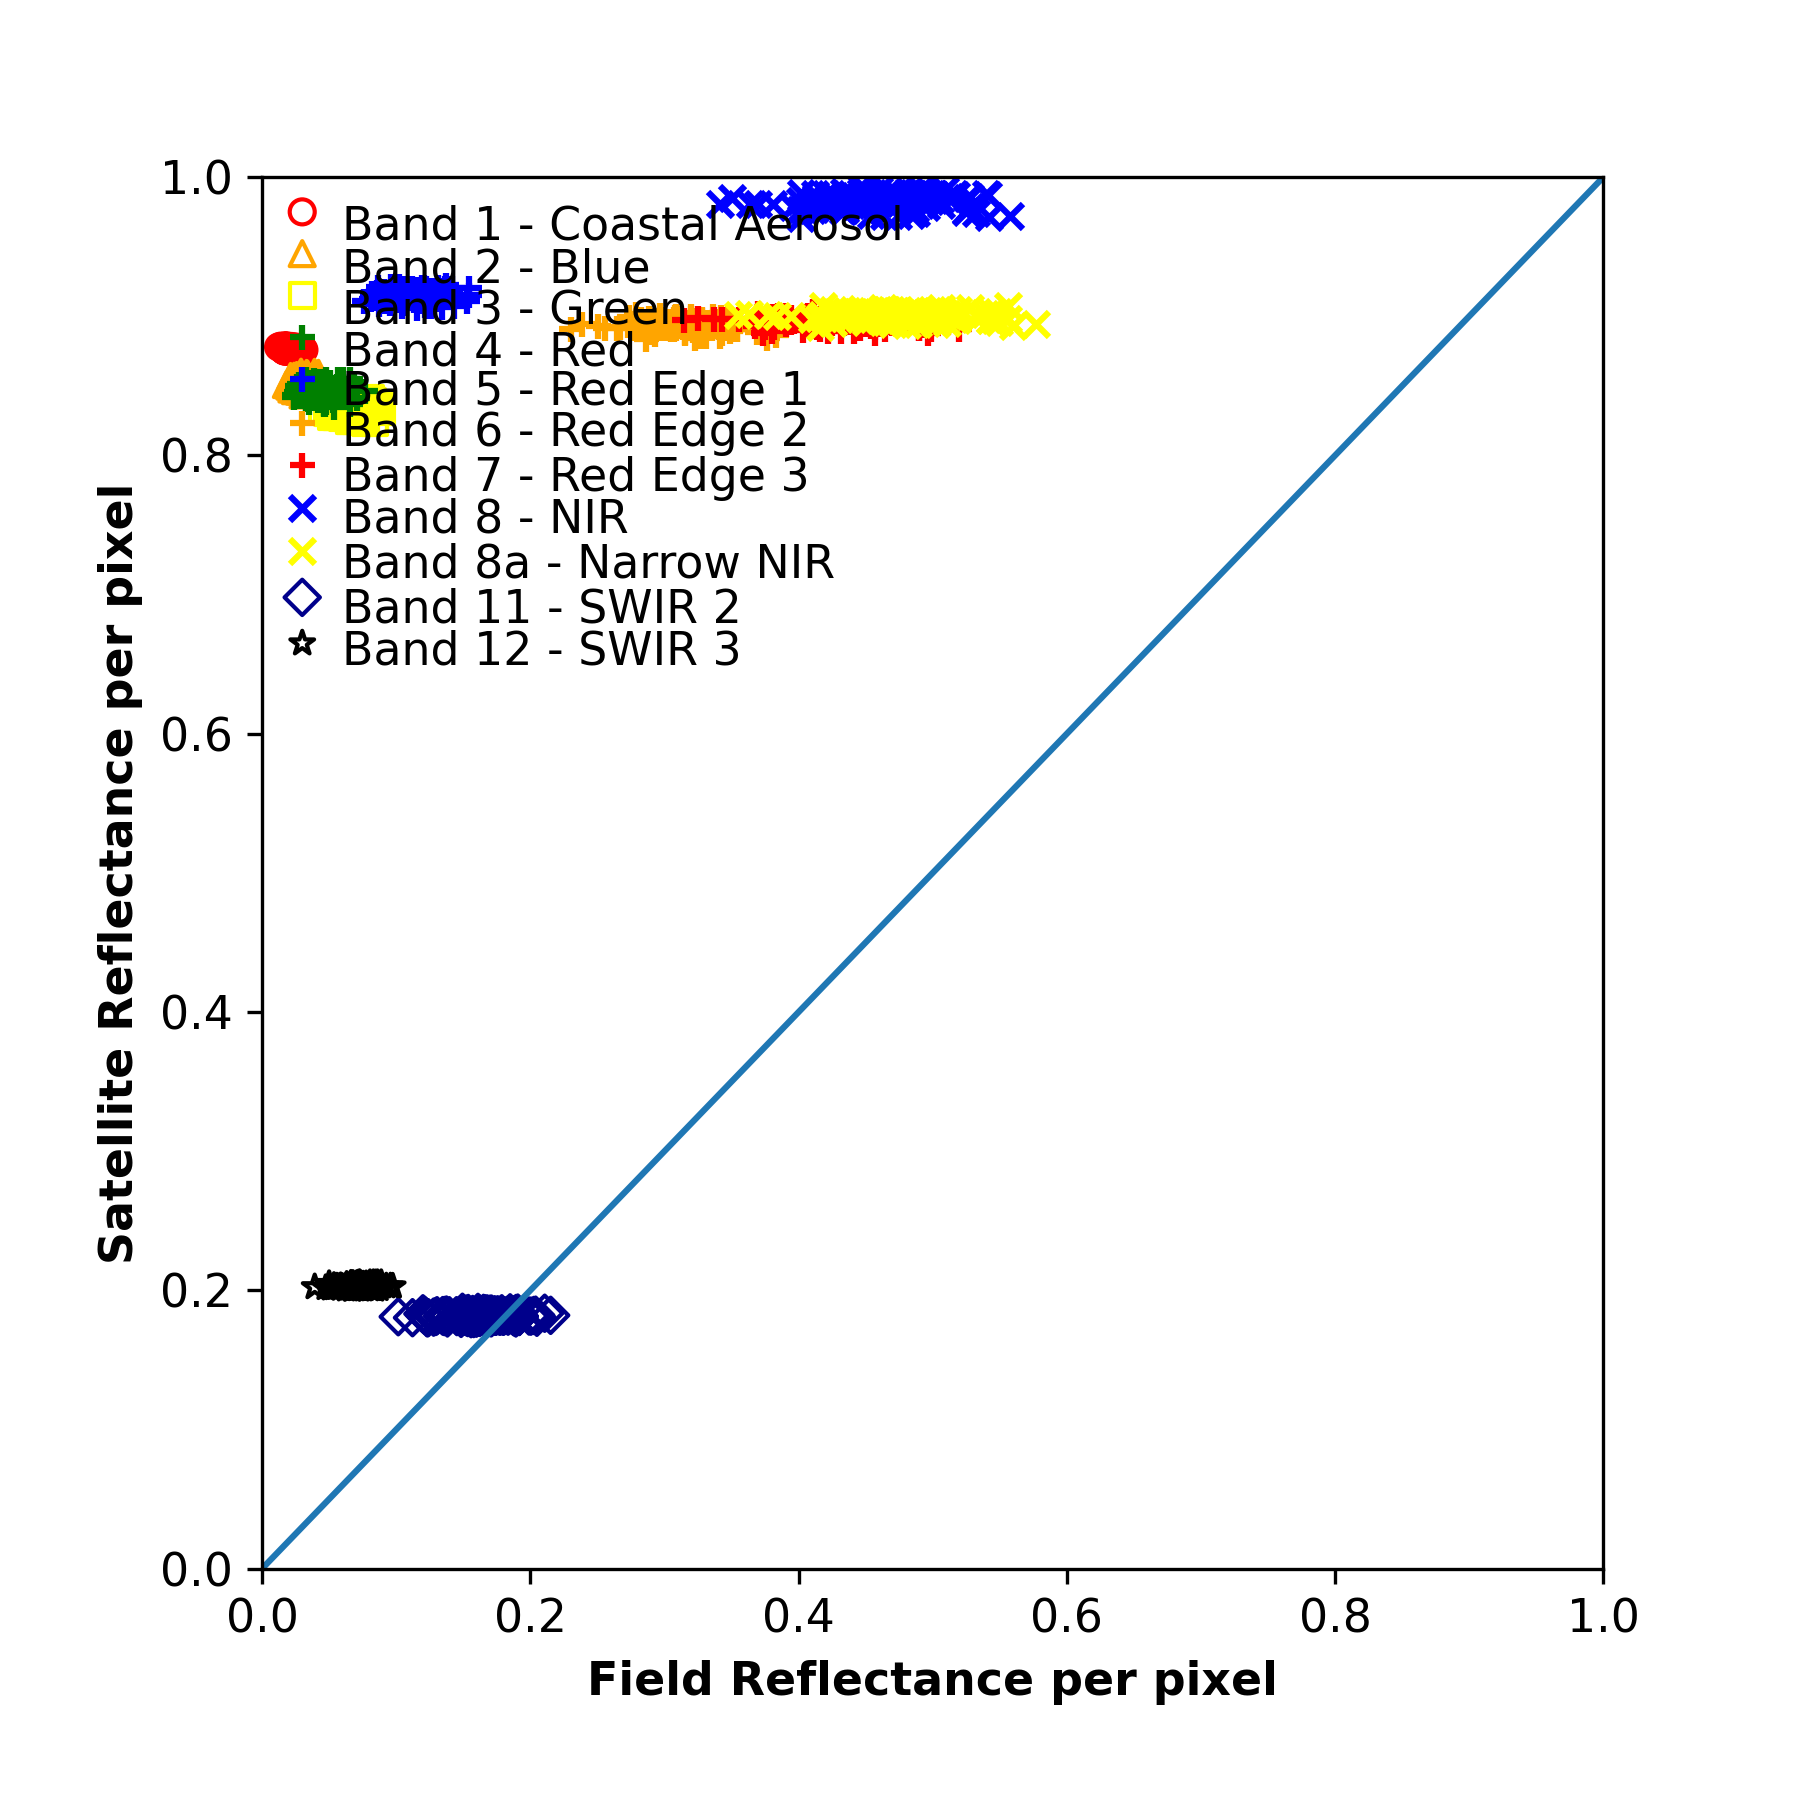 1.0
Band 1 - Coastal Aerosol
Band 2 - Blue
Band 3 - Green
Band 4 - Red
Band 5 - Red Edge 1
Band 6 - Red Edge 2
0.8
Band 7 - Red Edge 3
Band 8 - NIR
Band 8a - Narrow NIR
Band 11 - SWIR 2
Band 12 - SWIR 3
0.6
0.4
0.2
0.0
Satellite Reflectance per pixel
0.0 0.2 0.4 0.6 0.8 1.0
Field Reflectance per pixel